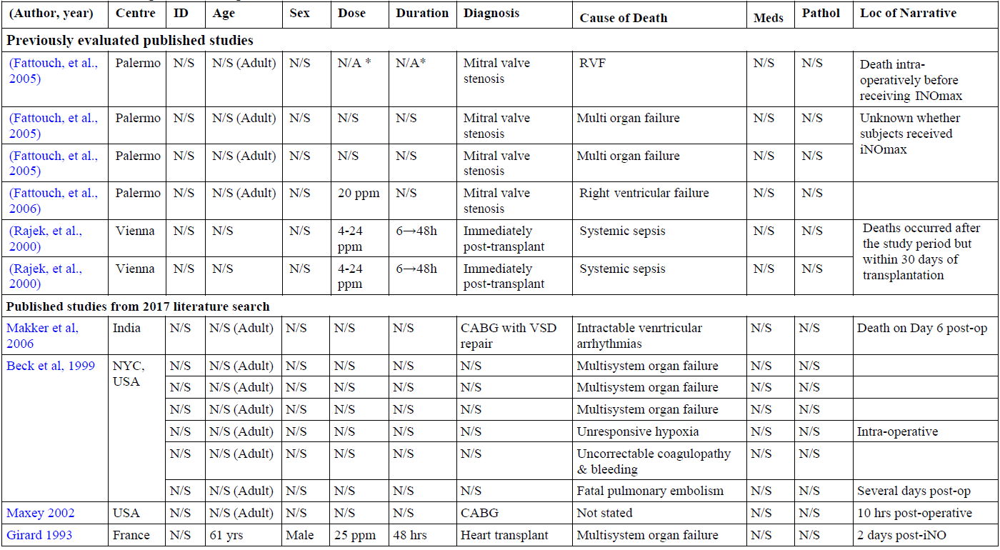 (Author, year) Centre ID Age Sex Dose Duration Diagnosis Cause of Death Meds Pathol Loc of Narrative
Previously evaluated published studies
(Fattouch, et al., Palermo N/S N/S (Adult) N/S N/A * N/A* Mitral valve RVF N/S N/S Death intra-
2005) stenosis operatively before
receiving INOmax
(Fattouch, et al., Palermo N/S N/S (Adult) N/S N/S N/S Mitral valve Multi organ failure N/S N/S Unknown whether
2005) stenosis subjects received
(Fattouch, et al., Palermo N/S N/S (Adult) N/S N/S N/S Mitral valve Multi organ failure N/S N/S iNOmax
2005) stenosis
(Fattouch, et al., Palermo N/S N/S (Adult) N/S 20 ppm N/S Mitral valve Right ventricular failure N/S N/S
2006) stenosis
(Rajek, et al., Vienna N/S N/S N/S 4-24 6→48h Immediately Systemic sepsis N/S N/S Deaths occurred after
2000) ppm post-transplant the study period but
(Rajek, et al., Vienna N/S N/S N/S 4-24 6→48h Immediately Systemic sepsis N/S N/S within 30 days of
2000) ppm post-transplant transplantation
Published studies from 2017 literature search
Makker et al, India N/S N/S (Adult) N/S N/S N/S CABG with VSD Intractable venrtricular N/S N/S Death on Day 6 post-op
2006 repair arrhythmias
Beck et al, 1999 NYC, N/S N/S (Adult) N/S N/S N/S N/S Multisystem organ failure N/S N/S
USA N/S N/S (Adult) N/S N/S N/S N/S Multisystem organ failure N/S N/S
N/S N/S (Adult) N/S N/S N/S N/S Multisystem organ failure N/S N/S
N/S N/S (Adult) N/S N/S N/S N/S Unresponsive hypoxia N/S N/S Intra-operative
N/S N/S (Adult) N/S N/S N/S N/S Uncorrectable coagulopathy N/S N/S
& bleeding
N/S N/S (Adult) N/S N/S N/S N/S Fatal pulmonary embolism N/S N/S Several days post-op
Maxey 2002 USA N/S N/S (Adult) N/S N/S N/S CABG Not stated N/S N/S 10 hrs post-operative
Girard 1993 France N/S 61 yrs Male 25 ppm 48 hrs Heart transplant Multisystem organ failure N/S N/S 2 days post-iNO